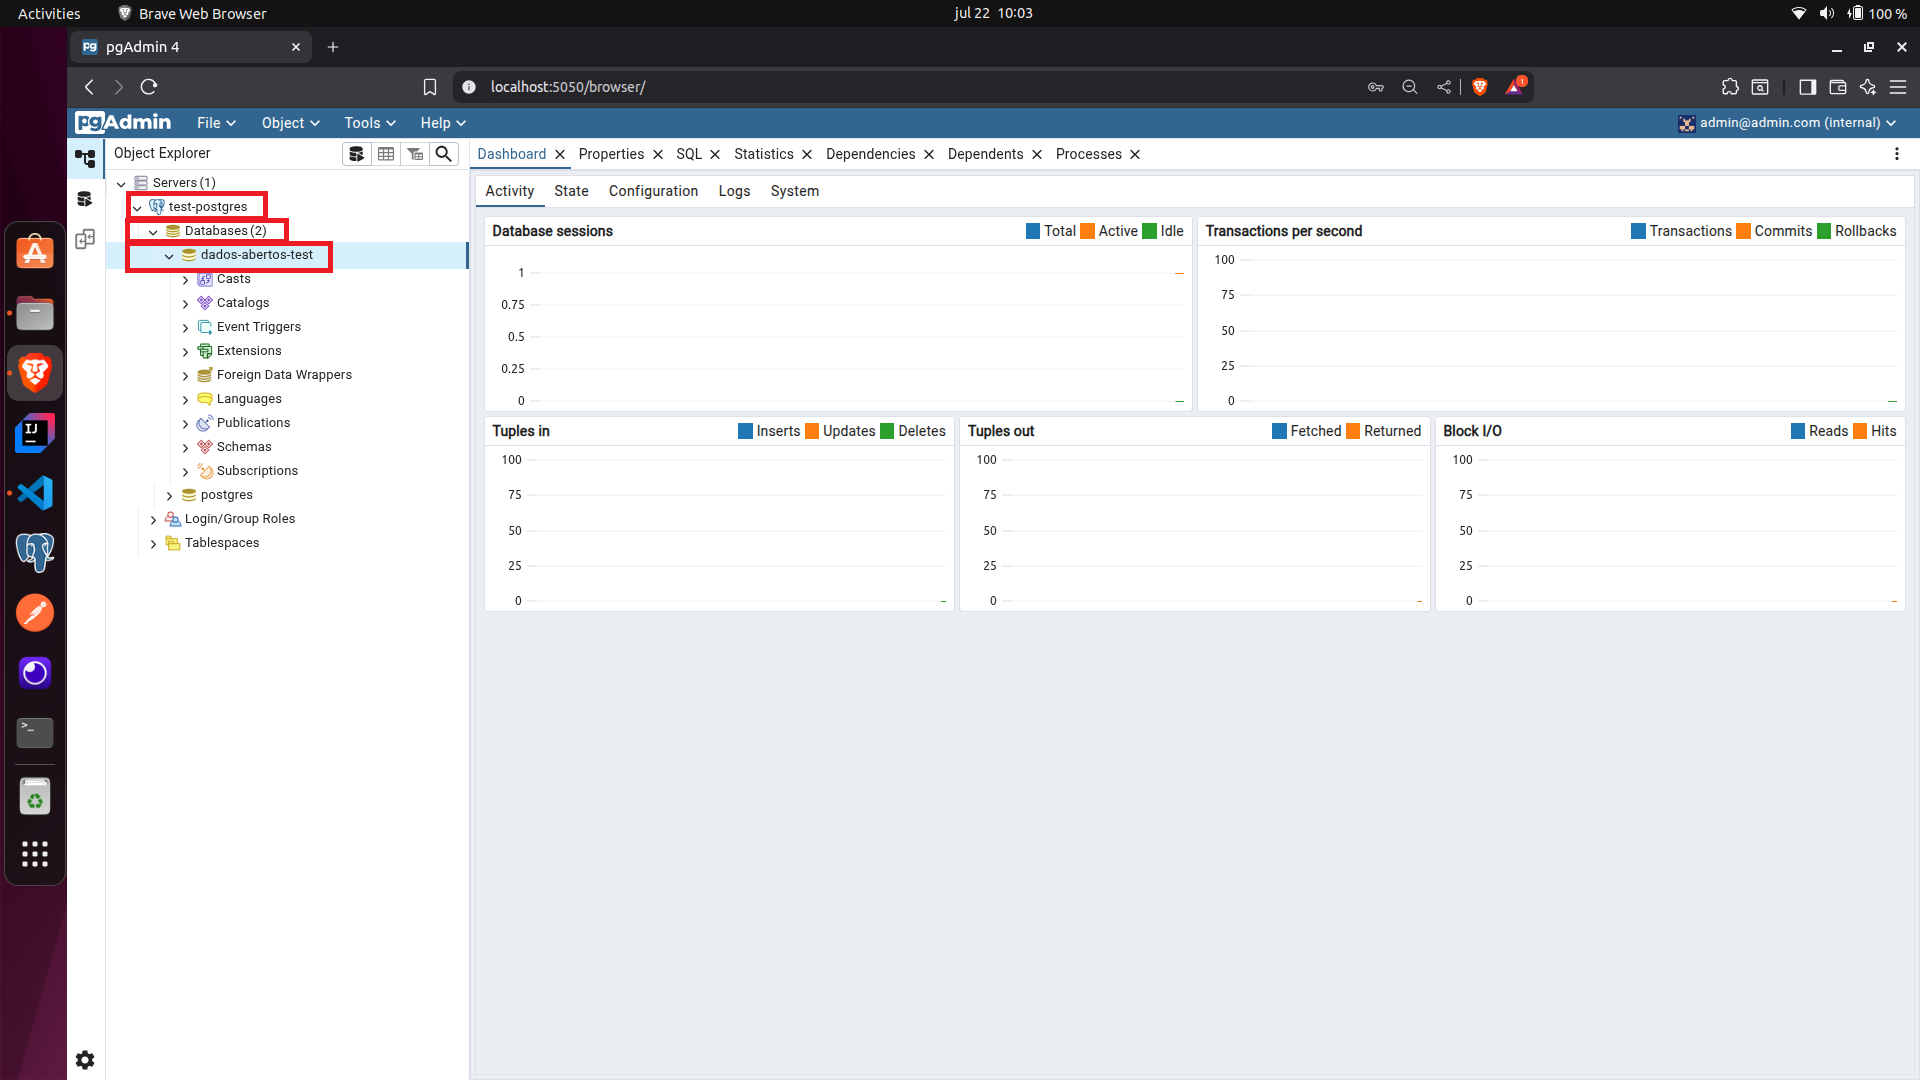 Activities Brave Web Browser jul 22 10:03 100 %
pgAdmin 4
localhost:5050/browser/ 1
pgAdmin File Object Tools Help admin@admin.com (internal)
Object Explorer
Dashboard Properties SQL Statistics Dependencies Dependents Processes
Servers (1)
test-postgres
Databases (2)
dados-abertos-test
Casts
Catalogs
Event Triggers
Extensions
Foreign Data Wrappers
Languages
Publications
Schemas
Subscriptions
postgres
Login/Group Roles
Tablespaces
Activity State Configuration Logs System
Database sessions Total Active Idle
1
0.75
0.5
0.25
0
Transactions per second Transactions Commits Rollbacks
100
75
50
25
0
Tuples in Inserts Updates Deletes
100
75
50
25
0
Tuples out Fetched Returned
100
75
50
25
0
Block I/O Reads Hits
100
75
50
25
0
IJ
>_